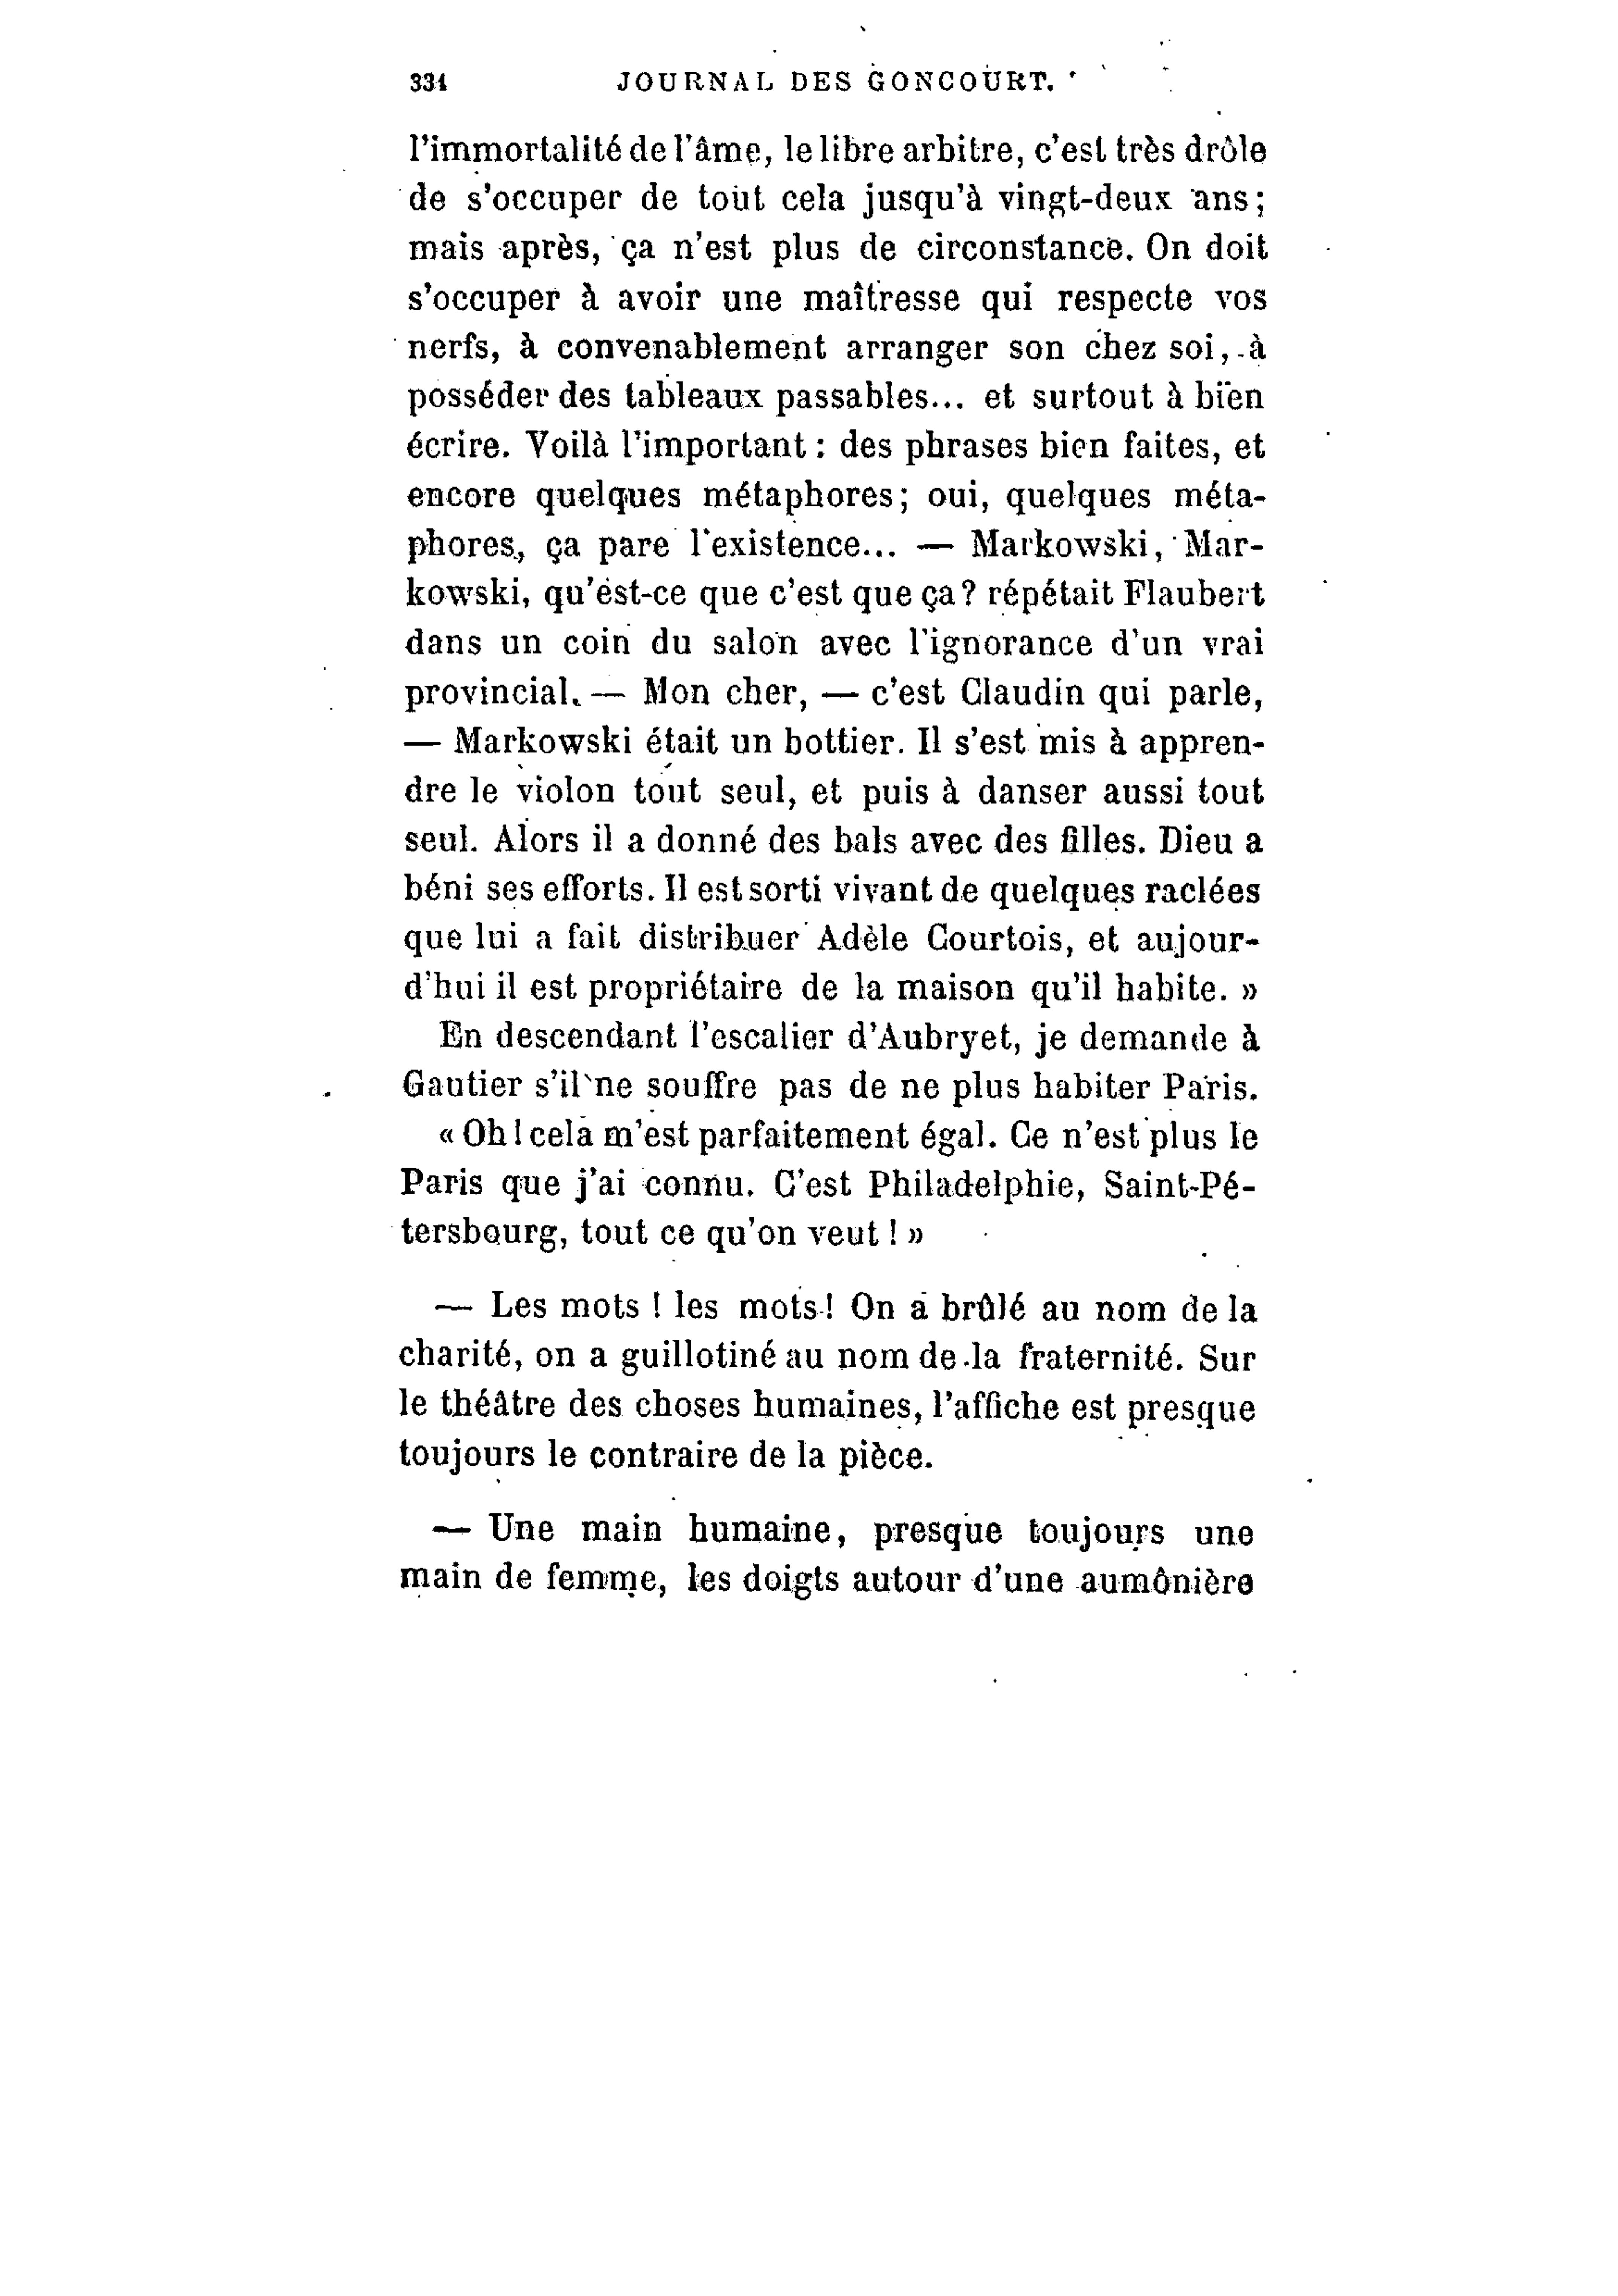 334 JOURNAL DES GONCOURT.
l'immortalité de l'âme, le libre arbitre, c'est très drôle
de s'occuper de tout cela jusqu'à vingt-deux ans;
mais après, ça n'est plus de circonstance. On doit
s'occuper à avoir une maîtresse qui respecte vos
nerfs, à convenablement arranger son chez soi, à
posséder des tableaux passables... et surtout à bien
écrire. Voilà l'important : des phrases bien faites, et
encore quelques métaphores; oui, quelques méta-
phores, ça pare l'existence... — Markowski, Mar-
kowski, qu'est-ce que c'est que ça? répétait Flaubert
dans un coin du salon avec l'ignorance d'un vrai
provincial. — Mon cher, — c'est Claudin qui parle,
— Markowski était un bottier. Il s'est mis à appren-
dre le violon tout seul, et puis à danser aussi tout
seul. Alors il a donné des bals avec des filles. Dieu a
béni ses efforts. Il est sorti vivant de quelques raclées
que lui a fait distribuer Adèle Courtois, et aujour-
d'hui il est propriétaire de la maison qu'il habite. »
En descendant l'escalier d'Aubryet, je demande à
Gautier s'il ne souffre pas de ne plus habiter Paris.
« Oh! cela m'est parfaitement égal. Ce n'est plus le
Paris que j'ai connu. C'est Philadelphie, Saint-Pé-
tersbourg, tout ce qu'on veut ! »
— Les mots ! les mots ! On a brûlé au nom de la
charité, on a guillotiné au nom de la fraternité. Sur
le théâtre des choses humaines, l'affiche est presque
toujours le contraire de la pièce.
— Une main humaine, presque toujours une
main de femme, les doigts autour d'une aumônière